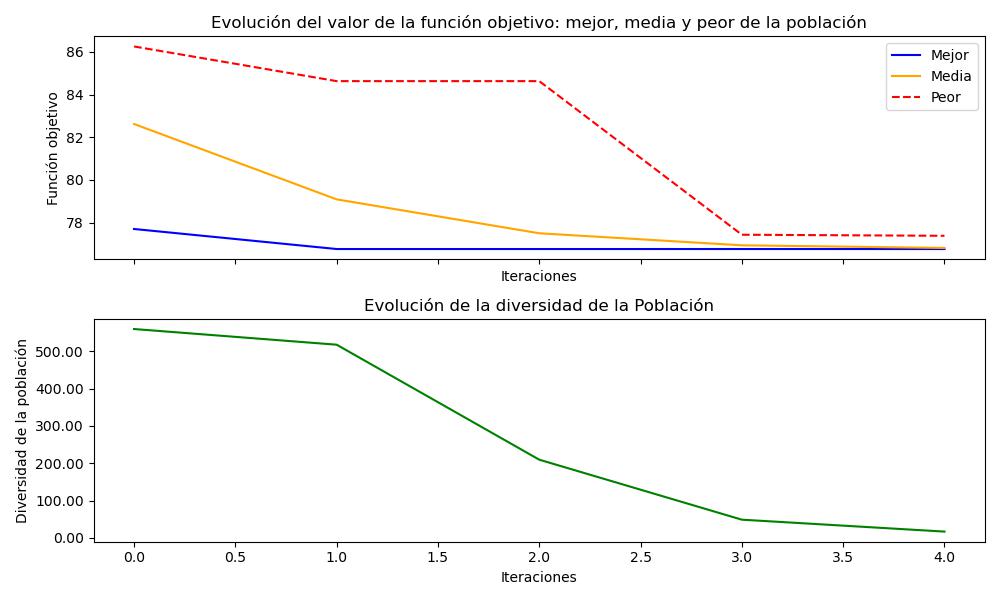 Evolución del valor de la función objetivo: mejor, media y peor de la población
Función objetivo
86
84
82
80
78
Mejor
Media
Peor
Iteraciones
Evolución de la diversidad de la Población
Diversidad de la población
500.00
400.00
300.00
200.00
100.00
0.00
0.0 0.5 1.0 1.5 2.0 2.5 3.0 3.5 4.0
Iteraciones